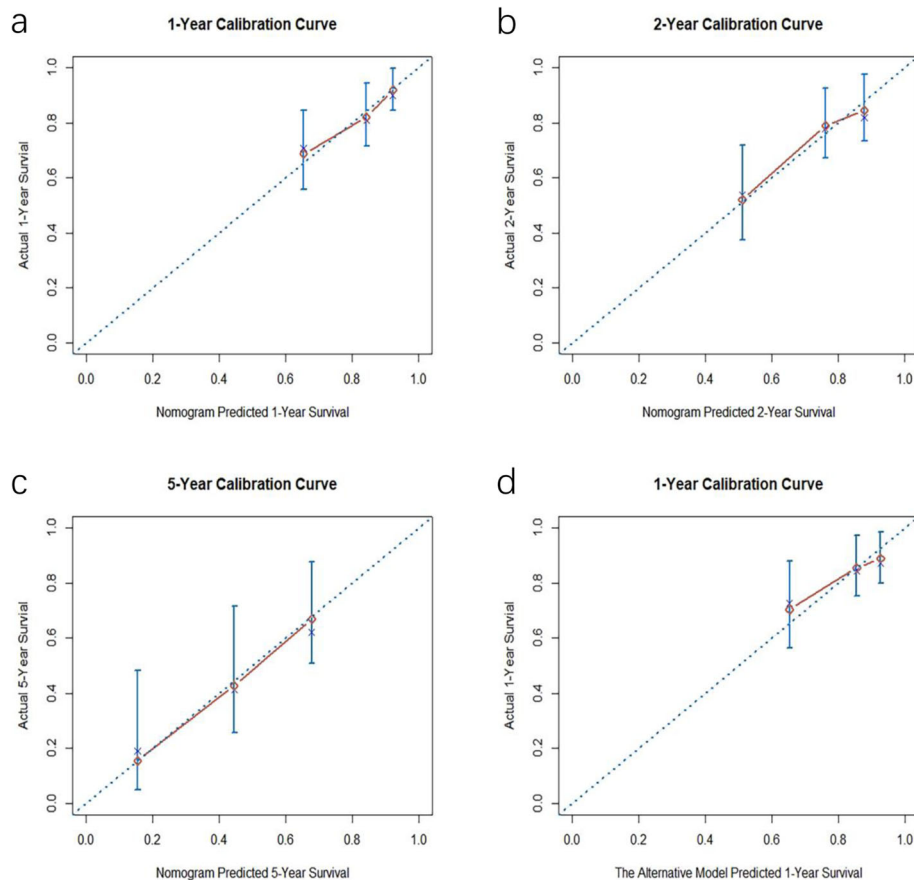 a
1-Year Calibration Curve
Actual 1-Year Survial
1.0
0.8
0.6
0.4
0.2
0.0
0.0 0.2 0.4 0.6 0.8 1.0
Nomogram Predicted 1-Year Survival
b
2-Year Calibration Curve
Actual 2-Year Survial
1.0
0.8
0.6
0.4
0.2
0.0
0.0 0.2 0.4 0.6 0.8 1.0
Nomogram Predicted 2-Year Survival
c
5-Year Calibration Curve
Actual 5-Year Survial
1.0
0.8
0.6
0.4
0.2
0.0
0.0 0.2 0.4 0.6 0.8 1.0
Nomogram Predicted 5-Year Survival
d
1-Year Calibration Curve
Actual 1-Year Survial
1.0
0.8
0.6
0.4
0.2
0.0
0.0 0.2 0.4 0.6 0.8 1.0
The Alternative Model Predicted 1-Year Survival